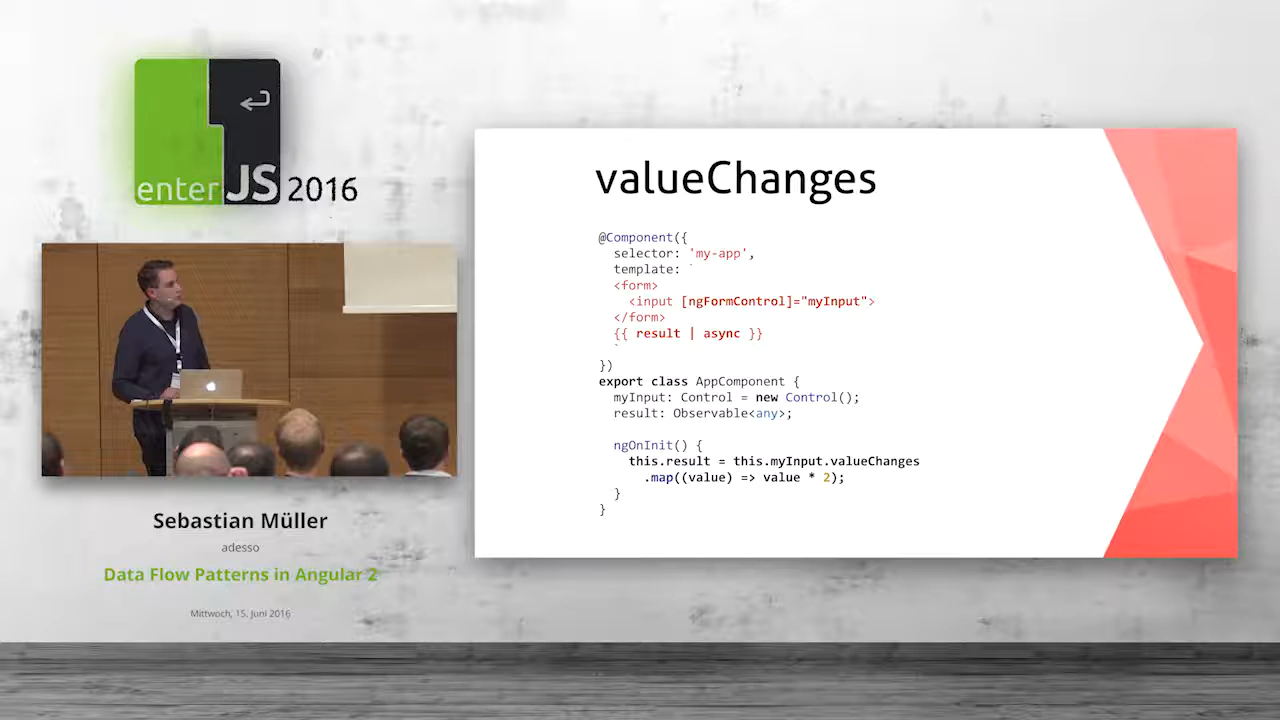 enterJS 2016
Sebastian Müller
adesso
Data Flow Patterns in Angular 2
Mittwoch, 15. Juni 2016
valueChanges
@Component({
  selector: 'my-app',
  template: `
  <form>
    <input [ngFormControl]="myInput">
  </form>
  {{ result | async }}
  `
})
export class AppComponent {
  myInput: Control = new Control();
  result: Observable<any>;

  ngOnInit() {
    this.result = this.myInput.valueChanges
      .map((value) => value * 2);
  }
}